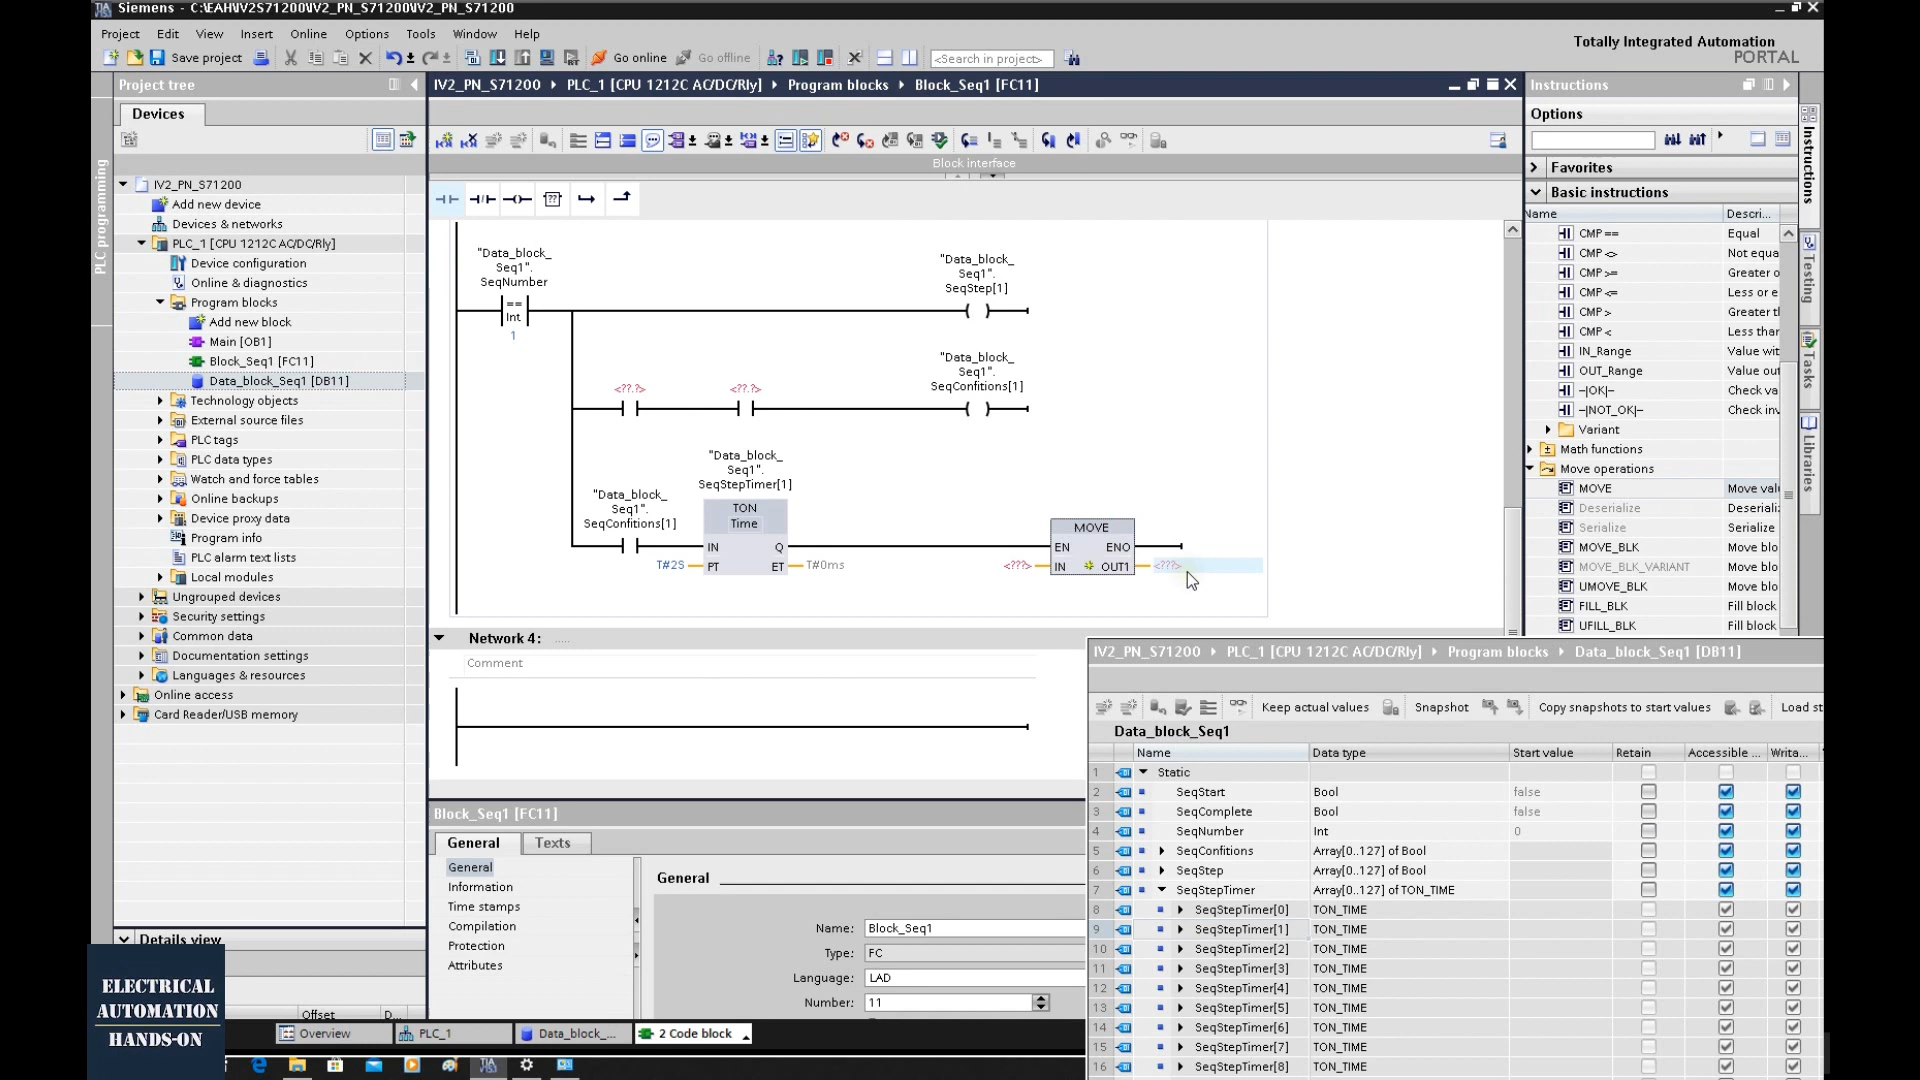 Siemens - C:\EAH\IV2S71200\IV2_PN_S71200\IV2_PN_S71200
Project Edit View Insert Online Options Tools Window Help
Totally Integrated Automation
PORTAL
Save project
Go online
Go offline
<Search in project>
Project tree
Devices
PLC programming
IV2_PN_S71200
Add new device
Devices & networks
PLC_1 [CPU 1212C AC/DC/Rly]
Device configuration
Online & diagnostics
Program blocks
Add new block
Main [OB1]
Block_Seq1 [FC11]
Data_block_Seq1 [DB11]
Technology objects
External source files
PLC tags
PLC data types
Watch and force tables
Online backups
Device proxy data
Program info
PLC alarm text lists
Local modules
Ungrouped devices
Security settings
Common data
Documentation settings
Languages & resources
Online access
Card Reader/USB memory
Details view
Offset D...
ELECTRICAL
AUTOMATION
HANDS-ON
IV2_PN_S71200 PLC_1 [CPU 1212C AC/DC/Rly] Program blocks Block_Seq1 [FC11]
Block interface
"Data_block_
Seq1".
SeqNumber
==
Int
1
"Data_block_
Seq1".
SeqStep[1]
( )
"Data_block_
Seq1".
SeqConfitions[1]
<??.?> <??.?>
( )
"Data_block_
Seq1".
SeqStepTimer[1]
"Data_block_
Seq1".
SeqConfitions[1]
TON
Time
IN Q
T#2S PT ET T#0ms
MOVE
EN ENO
<???> IN OUT1 <???>
Network 4: .....
Comment
Block_Seq1 [FC11]
General Texts
General
Information
Time stamps
Compilation
Protection
Attributes
General
Name: Block_Seq1
Type: FC
Language: LAD
Number: 11
Overview PLC_1 Data_block_... 2 Code block
Instructions
Options
Favorites
Basic instructions
Name Descri...
CMP == Equal
CMP <> Not equa
CMP >= Greater o
CMP <= Less or e
CMP > Greater t
CMP < Less than
IN_Range Value wit
OUT_Range Value out
-|OK|- Check va
-|NOT_OK|- Check inv
Variant
Math functions
Move operations
MOVE Move valu
Deserialize Deseriali
Serialize Serialize
MOVE_BLK Move blo
MOVE_BLK_VARIANT Move blo
UMOVE_BLK Move blo
FILL_BLK Fill block
UFILL_BLK Fill block
Instructions
Testing
Tasks
Libraries
IV2_PN_S71200 PLC_1 [CPU 1212C AC/DC/Rly] Program blocks Data_block_Seq1 [DB11]
Keep actual values Snapshot Copy snapshots to start values Load st
Data_block_Seq1
Name Data type Start value Retain Accessible ... Writa...
1 Static
2 SeqStart Bool false
3 SeqComplete Bool false
4 SeqNumber Int 0
5 SeqConfitions Array[0..127] of Bool
6 SeqStep Array[0..127] of Bool
7 SeqStepTimer Array[0..127] of TON_TIME
8 SeqStepTimer[0] TON_TIME
9 SeqStepTimer[1] TON_TIME
10 SeqStepTimer[2] TON_TIME
11 SeqStepTimer[3] TON_TIME
12 SeqStepTimer[4] TON_TIME
13 SeqStepTimer[5] TON_TIME
14 SeqStepTimer[6] TON_TIME
15 SeqStepTimer[7] TON_TIME
16 SeqStepTimer[8] TON_TIME